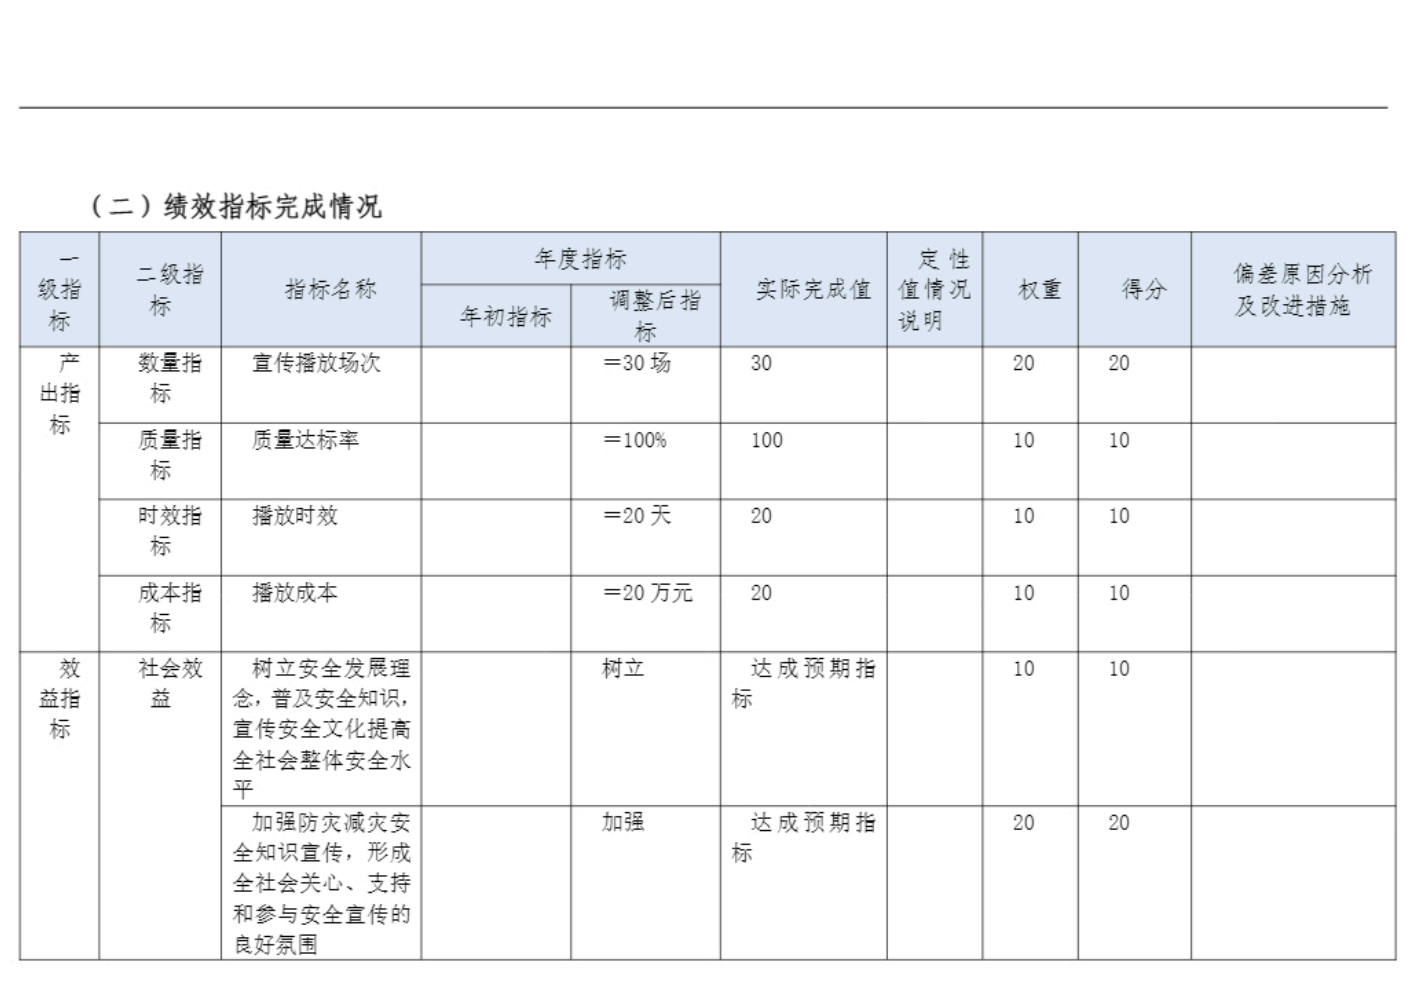 （二）绩效指标完成情况
一
级指
标
二级指
标
指标名称
年度指标
年初指标
调整后指
标
实际完成值
定性
值情况
说明
权重
得分
偏差原因分析
及改进措施
产
出指
标
数量指
标
宣传播放场次
＝30 场
30
20
20
质量指
标
质量达标率
＝100%
100
10
10
时效指
标
播放时效
＝20 天
20
10
10
成本指
标
播放成本
＝20 万元
20
10
10
效
益指
标
社会效
益
树立安全发展理
念，普及安全知识，
宣传安全文化提高
全社会整体安全水
平
树立
达成预期指
标
10
10
加强防灾减灾安
全知识宣传，形成
全社会关心、支持
和参与安全宣传的
良好氛围
加强
达成预期指
标
20
20